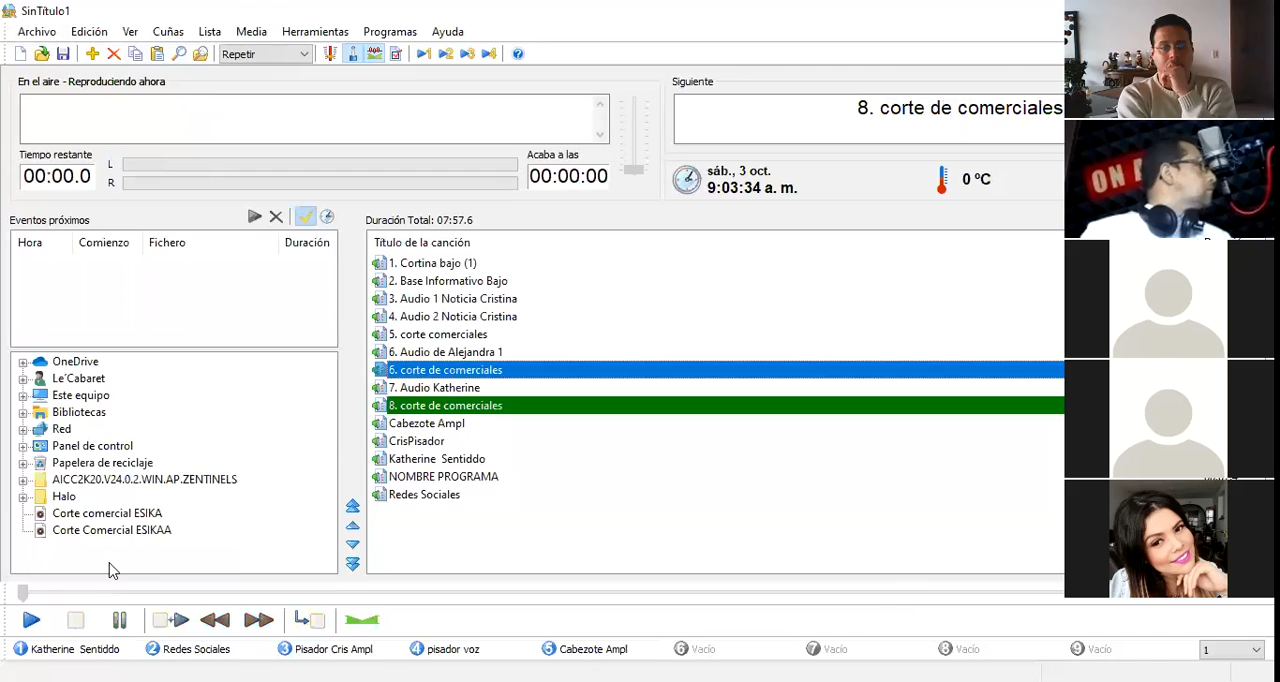 SinTítulo1
Archivo Edición Ver Cuñas Lista Media Herramientas Programas Ayuda
Repetir 1 2 3 4
En el aire - Reproduciendo ahora
Siguiente
8. corte de comerciales
Tiempo restante L Acaba a las
00:00.0 R 00:00:00
sáb., 3 oct.
9:03:34 a. m.
0 ºC
ON
Eventos próximos
Hora Comienzo Fichero Duración
Duración Total: 07:57.6
Título de la canción
1. Cortina bajo (1)
2. Base Informativo Bajo
3. Audio 1 Noticia Cristina
4. Audio 2 Noticia Cristina
5. corte comerciales
6. Audio de Alejandra 1
6. corte de comerciales
7. Audio Katherine
8. corte de comerciales
Cabezote Ampl
CrisPisador
Katherine Sentiddo
NOMBRE PROGRAMA
Redes Sociales
OneDrive
Le´Cabaret
Este equipo
Bibliotecas
Red
Panel de control
Papelera de reciclaje
AICC2K20.V24.0.2.WIN.AP.ZENTINELS
Halo
Corte comercial ESIKA
Corte Comercial ESIKAA
1 Katherine Sentiddo 2 Redes Sociales 3 Pisador Cris Ampl 4 pisador voz 5 Cabezote Ampl 6 Vacío 7 Vacío 8 Vacío 9 Vacío 1